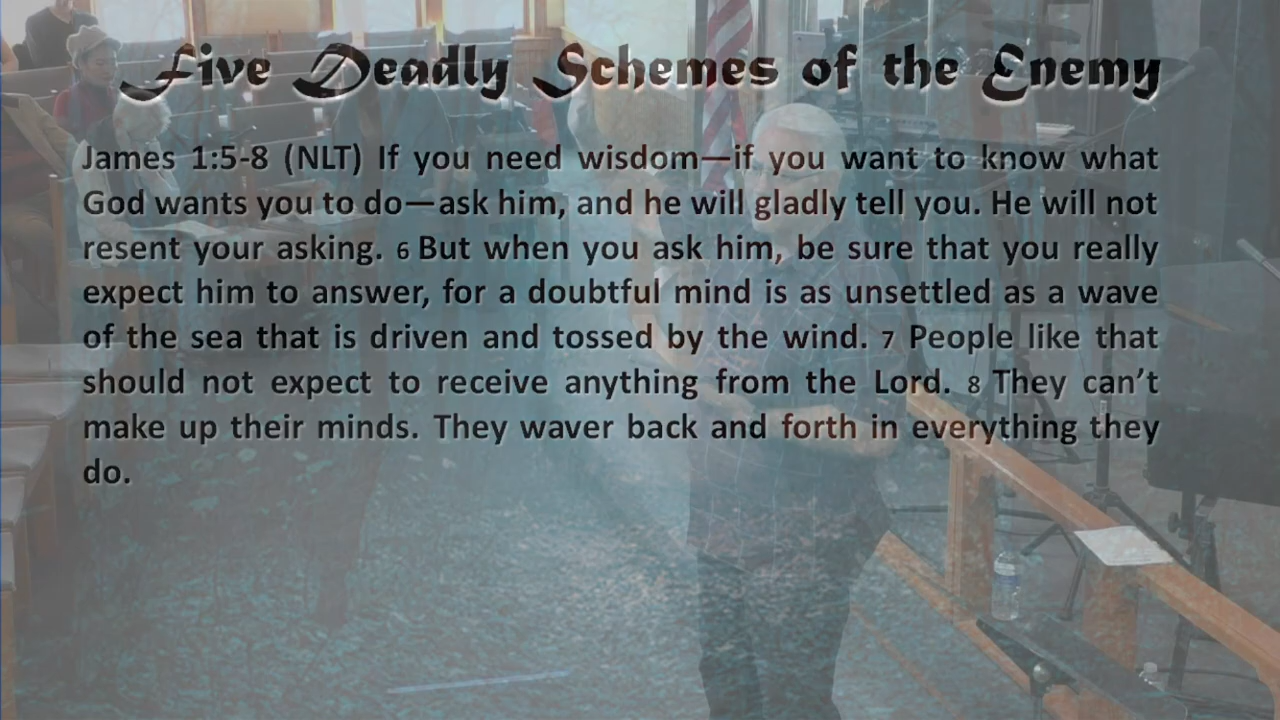 Five Deadly Schemes of the Enemy
James 1:5-8 (NLT) If you need wisdom—if you want to know what
God wants you to do—ask him, and he will gladly tell you. He will not
resent your asking. 6 But when you ask him, be sure that you really
expect him to answer, for a doubtful mind is as unsettled as a wave
of the sea that is driven and tossed by the wind. 7 People like that
should not expect to receive anything from the Lord. 8 They can’t
make up their minds. They waver back and forth in everything they
do.